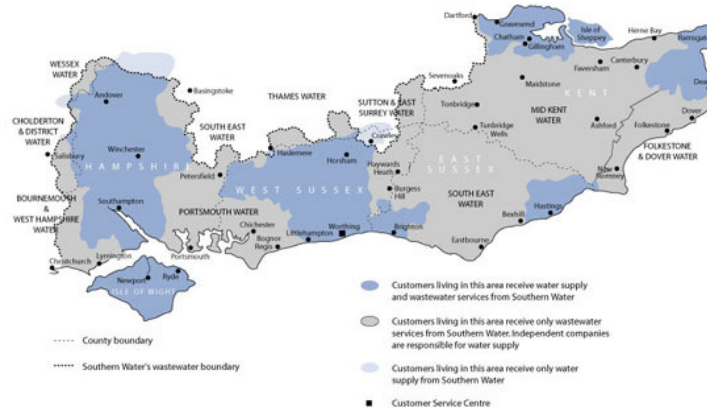 Dartford
Gravesend
Chatham
Gillingham
Isle of
Sheppey
Herne Bay
Ramsgate
WESSEX
WATER
Basingstoke
Sevenoaks
Faversham
Canterbury
Maidstone
KENT
Deal
Andover
THAMES WATER
SUTTON & EAST
SURREY WATER
Tonbridge
MID KENT
WATER
CHOLDERTON
& DISTRICT
WATER
SOUTH EAST
WATER
Crawley
Tunbridge
Wells
Ashford
Dover
Folkestone
Salisbury
Winchester
HAMPSHIRE
Haslemere
Horsham
Haywards
Heath
EAST
SUSSEX
FOLKESTONE
& DOVER WATER
Petersfield
WEST SUSSEX
Burgess
Hill
SOUTH EAST
WATER
New
Romney
BOURNEMOUTH
&
WEST HAMPSHIRE
WATER
Southampton
PORTSMOUTH WATER
Chichester
Bognor
Regis
Littlehampton
Worthing
Brighton
Bexhill
Hastings
Eastbourne
Christchurch
Lymington
Portsmouth
Newport
Ryde
ISLE OF WIGHT
Customers living in this area receive water supply
and wastewater services from Southern Water
Customers living in this area receive only wastewater
services from Southern Water. Independent companies
are responsible for water supply
County boundary
Southern Water's wastewater boundary
Customers living in this area receive only water
supply from Southern Water
Customer Service Centre